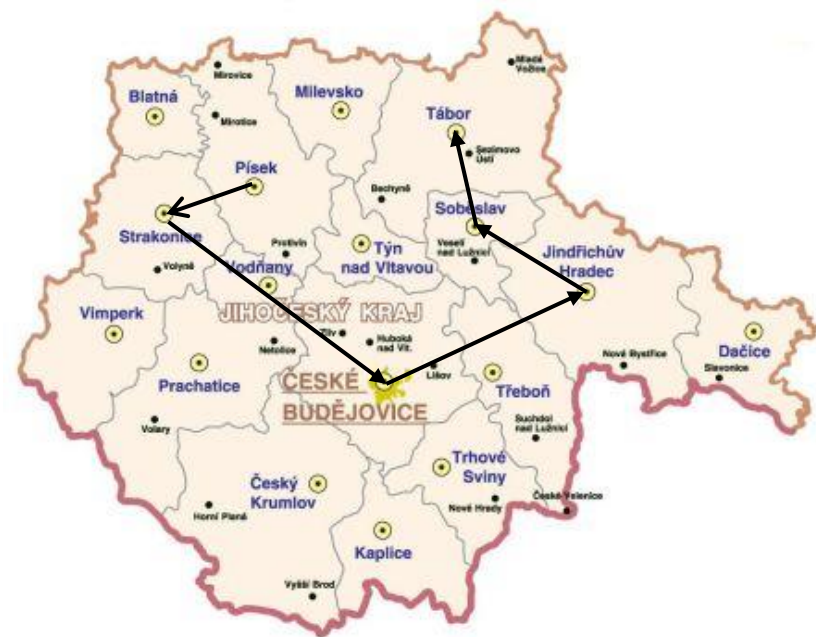 Mladá
Vožice
Mirovice
Blatná
Milevsko
Mirotice
Tábor
Sezimovo
Ústí
Písek
Bechyně
Soběslav
Strakonice
Protivín
Týn
nad Vltavou
Veselí
nad Lužnicí
Jindřichův
Hradec
Volyně
Vodňany
JIHOČESKÝ KRAJ
Vimperk
Zliv
Hluboká
nad Vlt.
Netolice
Prachatice
Lišov
Třeboň
Nová Bystřice
Dačice
Slavonice
ČESKÉ
BUDĚJOVICE
Volary
Suchdol
nad Lužnicí
Trhové
Sviny
Český
Krumlov
Horní Planá
Nové Hrady
České Velenice
Kaplice
Vyšší Brod